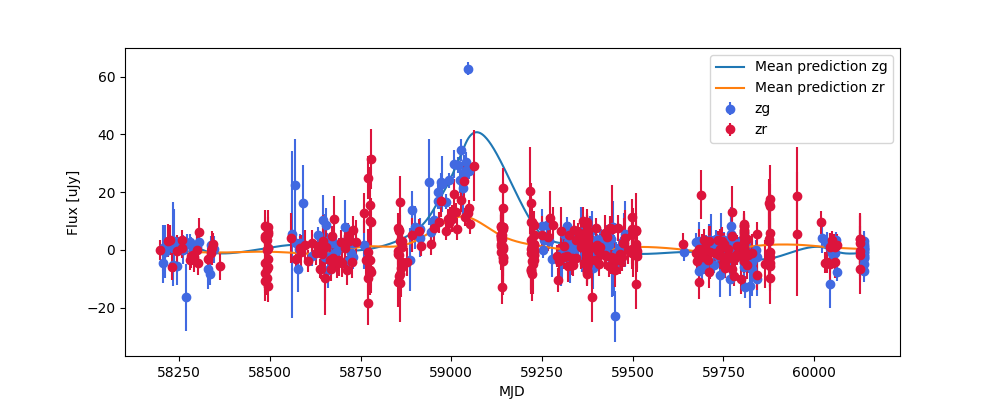 60
40
20
0
−20
Flux [uJy]
58250 58500 58750 59000 59250 59500 59750 60000
MJD
Mean prediction zg
Mean prediction zr
zg
zr